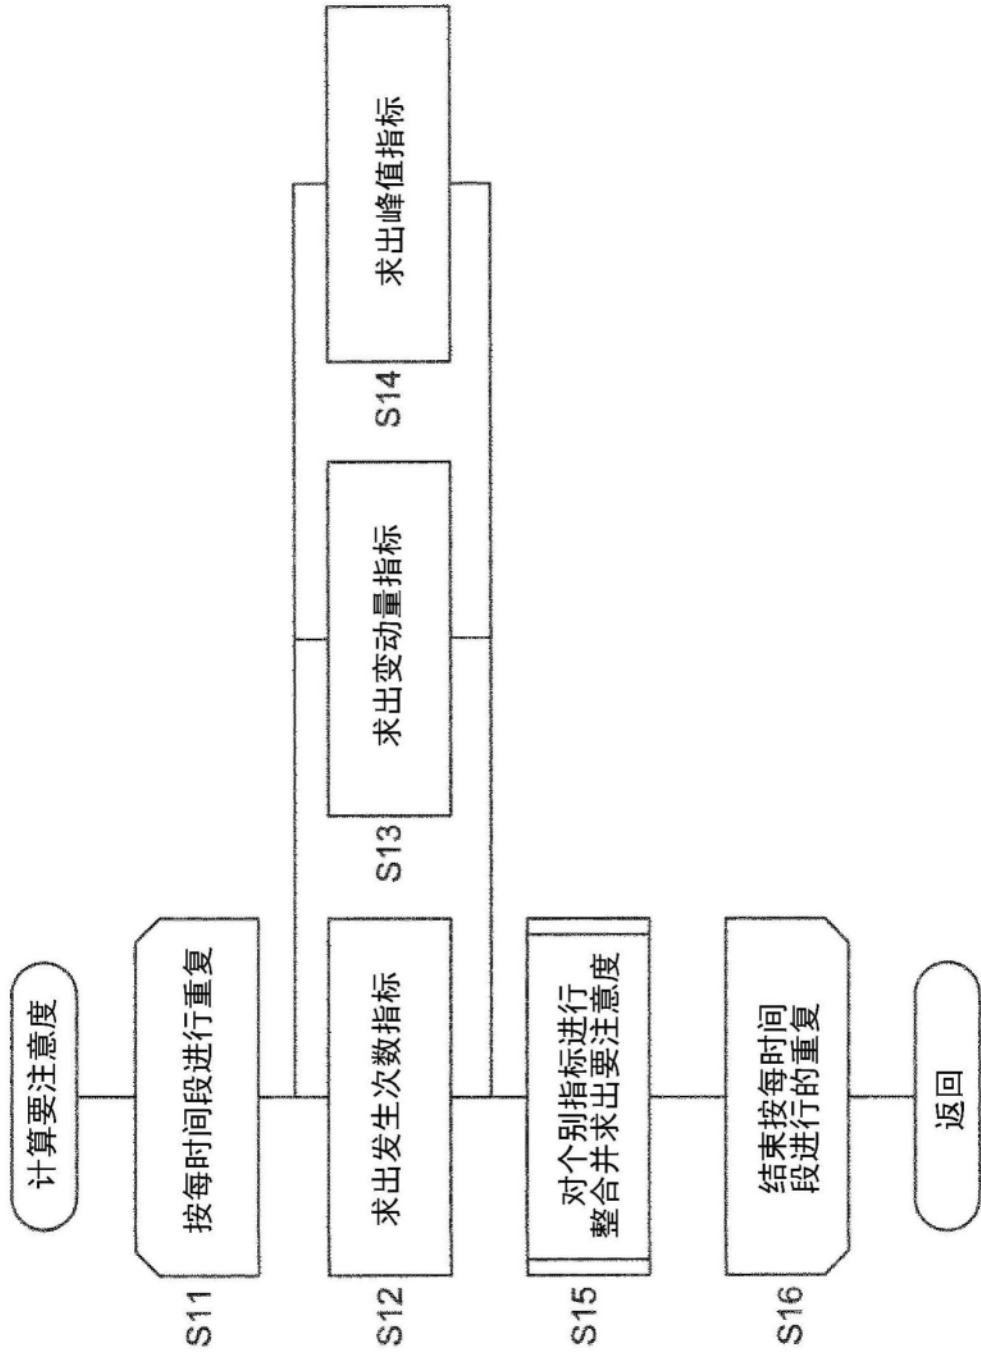 计算要注意度
S11
按每时间段进行重复
S12
求出发生次数指标
S13
求出变动量指标
S14
求出峰值指标
S15
对个别指标进行
整合并求出要注意度
S16
结束按每时间
段进行的重复
返回